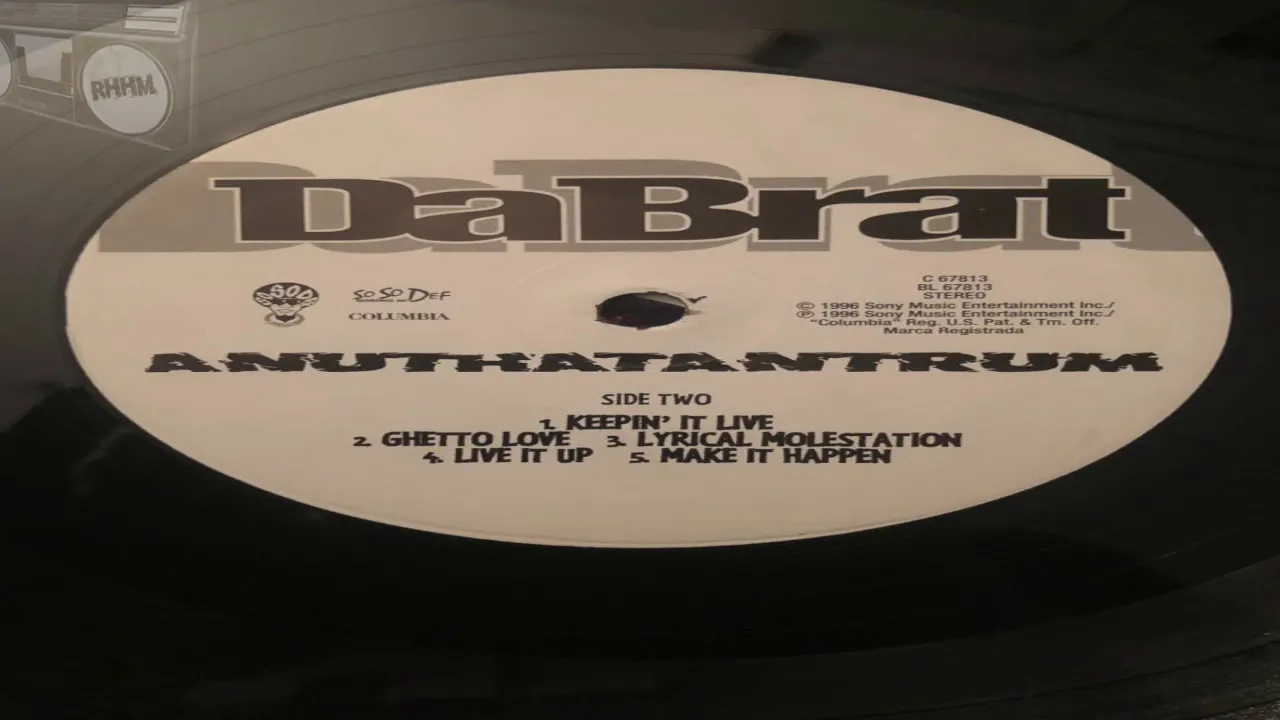 RHHM
DaBrat
SO SO DEF
COLUMBIA
C 67813
BL 67813
STEREO
© 1996 Sony Music Entertainment Inc./
℗ 1996 Sony Music Entertainment Inc./
"Columbia" Reg. U.S. Pat. & Tm. Off.
Marca Registrada
ANUTHATANTRUM
SIDE TWO
1. KEEPIN' IT LIVE
2. GHETTO LOVE 3. LYRICAL MOLESTATION
4. LIVE IT UP 5. MAKE IT HAPPEN